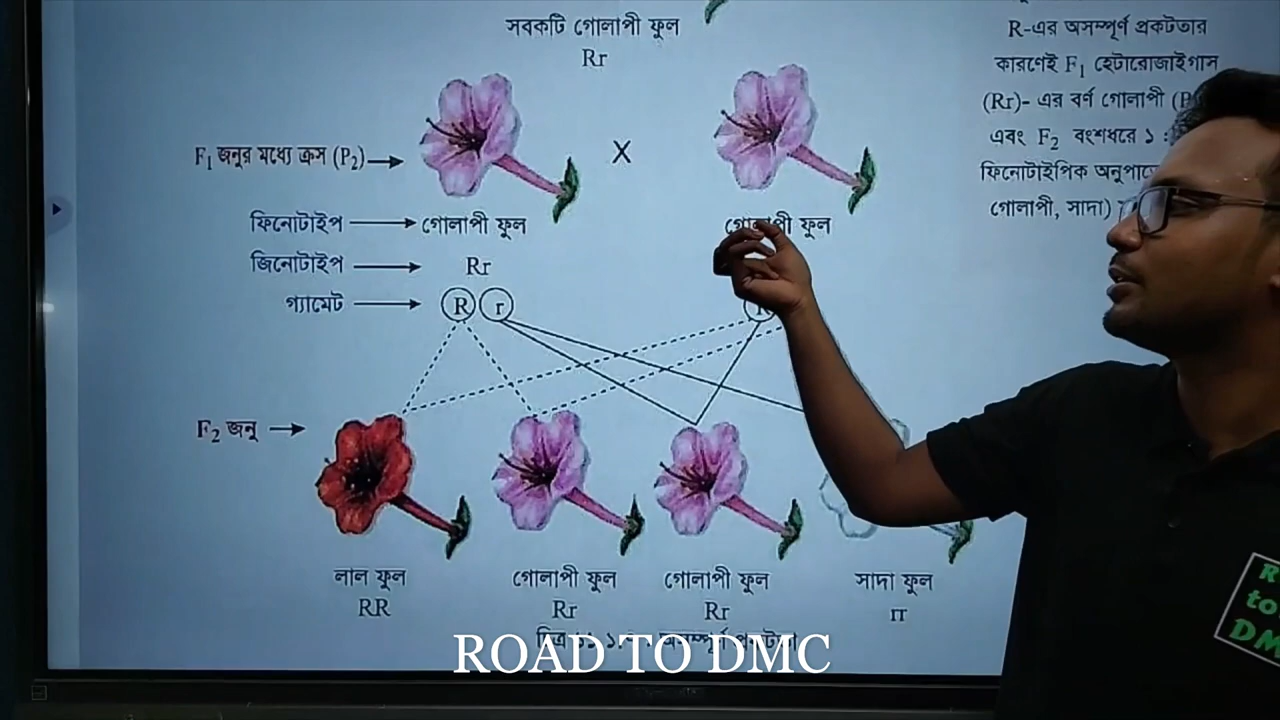 সবকটি গোলাপী ফুল
Rr
R-এর অসম্পূর্ণ প্রকটতার
কারণেই F₁ হেটারোজাইগাস
(Rr)- এর বর্ণ গোলাপী
এবং F₂ বংশধরে ১ :
ফিনোটাইপিক
গোলাপী, সাদা)
F₁ জনুর মধ্যে ক্রস (P₂)
X
ফিনোটাইপ
গোলাপী ফুল
গোলাপী ফুল
জিনোটাইপ
Rr
গ্যামেট
R r
R
F₂ জনু
লাল ফুল
গোলাপী ফুল
গোলাপী ফুল
সাদা ফুল
RR
Rr
Rr
rr
ROAD TO DMC